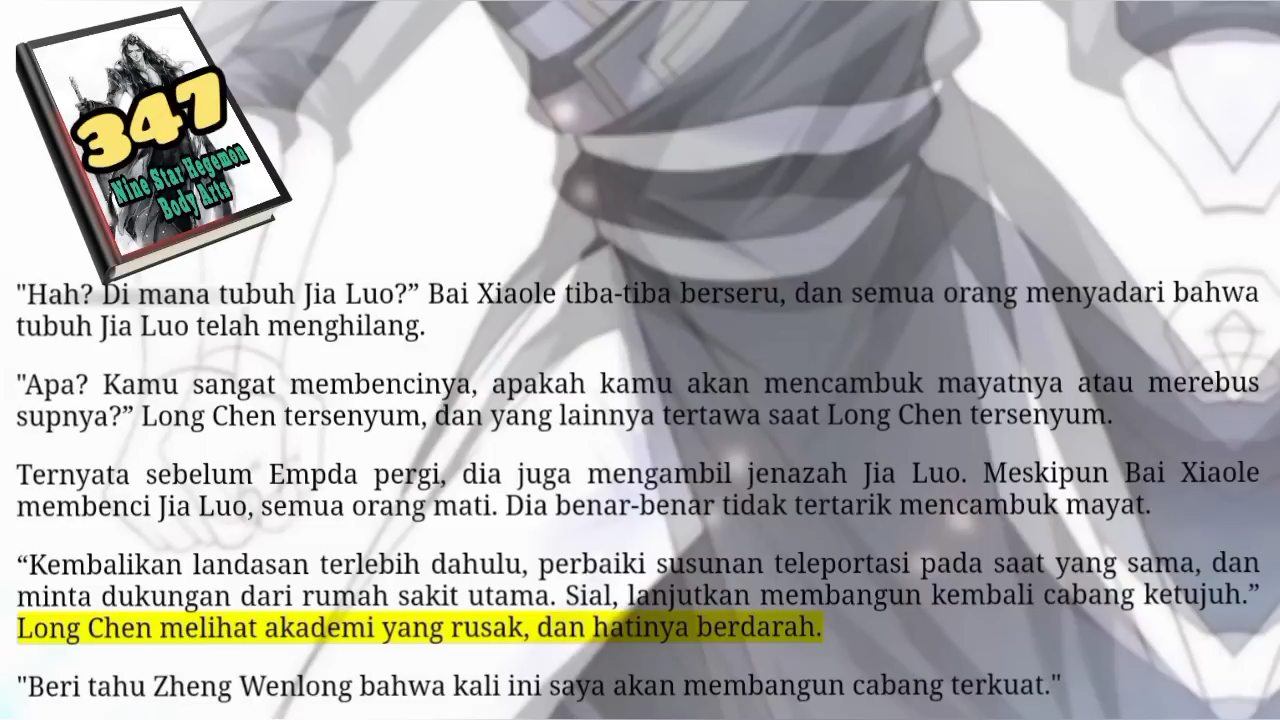 347
Nine Star Hegemon
Body Arts
"Hah? Di mana tubuh Jia Luo?” Bai Xiaole tiba-tiba berseru, dan semua orang menyadari bahwa
tubuh Jia Luo telah menghilang.
"Apa? Kamu sangat membencinya, apakah kamu akan mencambuk mayatnya atau merebus
supnya?” Long Chen tersenyum, dan yang lainnya tertawa saat Long Chen tersenyum.
Ternyata sebelum Empda pergi, dia juga mengambil jenazah Jia Luo. Meskipun Bai Xiaole
membenci Jia Luo, semua orang mati. Dia benar-benar tidak tertarik mencambuk mayat.
“Kembalikan landasan terlebih dahulu, perbaiki susunan teleportasi pada saat yang sama, dan
minta dukungan dari rumah sakit utama. Sial, lanjutkan membangun kembali cabang ketujuh.”
Long Chen melihat akademi yang rusak, dan hatinya berdarah.
"Beri tahu Zheng Wenlong bahwa kali ini saya akan membangun cabang terkuat."